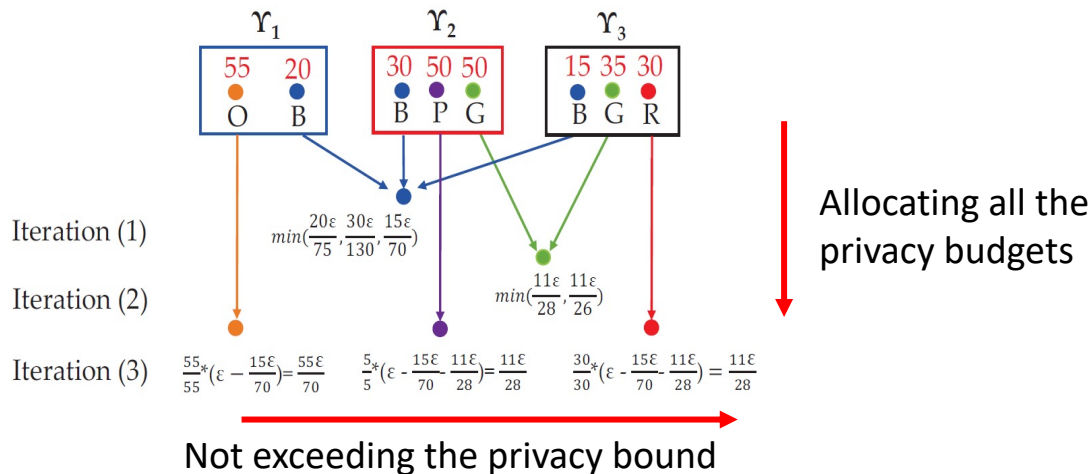 ϒ1 ϒ2 ϒ3
55 20 30 50 50 15 35 30
O B B P G B G R
Allocating all the
privacy budgets
Iteration (1) min(20ε/75, 30ε/130, 15ε/70)
Iteration (2) min(11ε/28, 11ε/26)
Iteration (3) 55/55*(ε − 15ε/70)= 55ε/70 5/5*(ε - 15ε/70 - 11ε/28)= 11ε/28 30/30*(ε - 15ε/70 - 11ε/28) = 11ε/28
Not exceeding the privacy bound